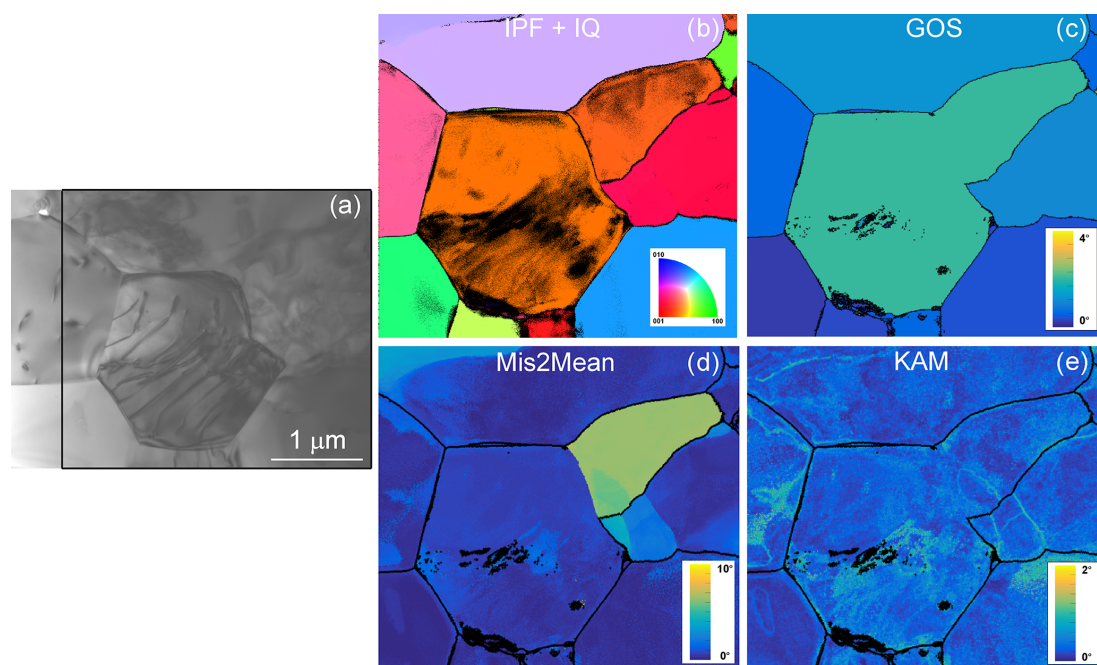 (a)
1 μm
IPF + IQ
(b)
010
001
100
GOS
(c)
4°
0°
Mis2Mean
(d)
10°
0°
KAM
(e)
2°
0°